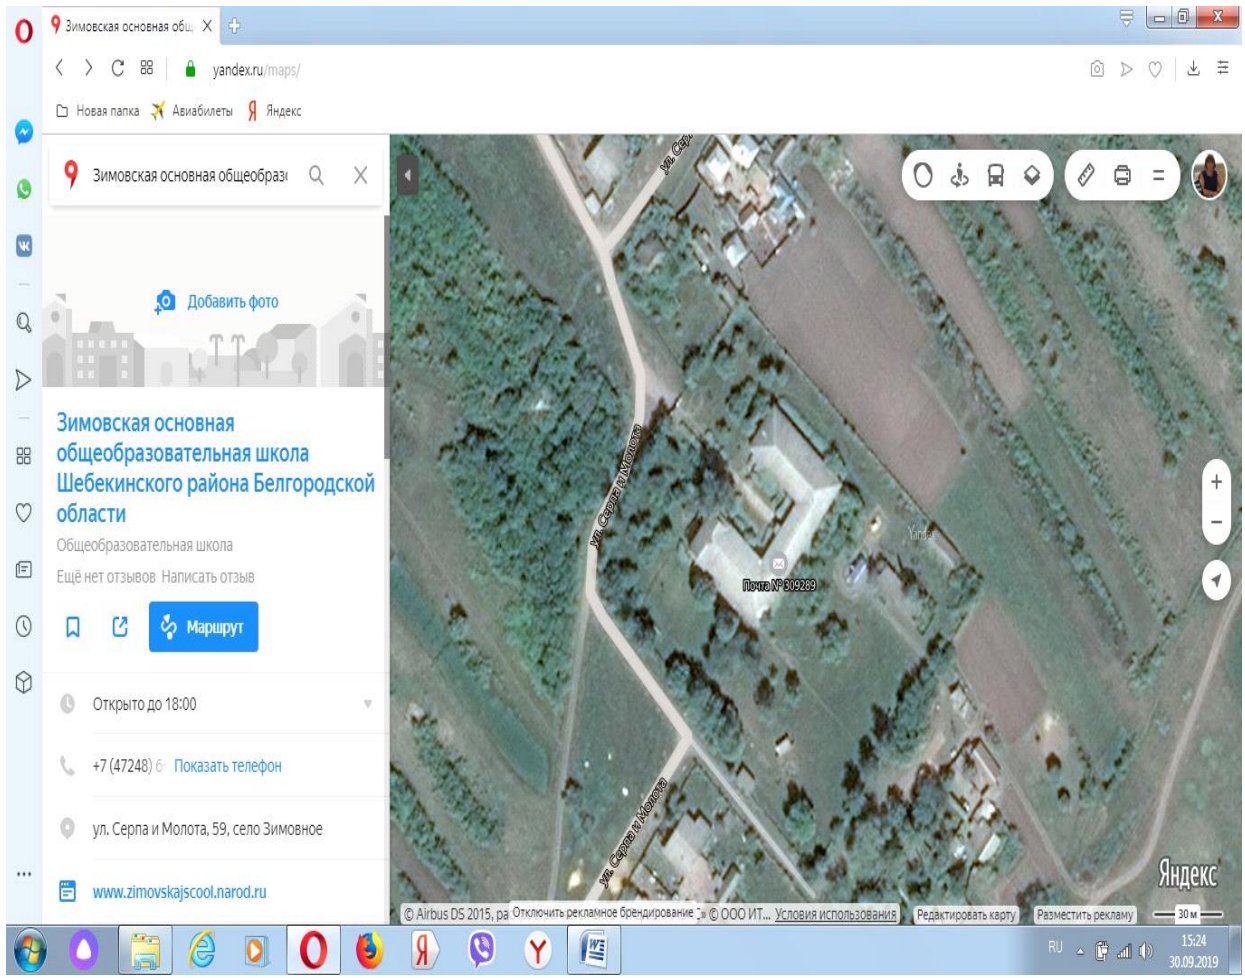 Зимовская основная общ
yandex.ru/maps/
Новая папка
Авиабилеты
Яндекс
Зимовская основная общеобраз
Добавить фото
Зимовская основная
общеобразовательная школа
Шебекинского района Белгородской
области
Общеобразовательная школа
Ещё нет отзывов Написать отзыв
Маршрут
Открыто до 18:00
+7 (47248) 6 Показать телефон
ул. Серпа и Молота, 59, село Зимовное
www.zimovskajscool.narod.ru
ул. Сер
ул. Серпа и Молота
Yandex
Почта № 309289
ул. Серпа и Молота
Яндекс
© Airbus DS 2015, ра Отключить рекламное брендирование » © ООО ИТ... Условия использования
Редактировать карту
Разместить рекламу
30 м
RU
15:24
30.09.2019